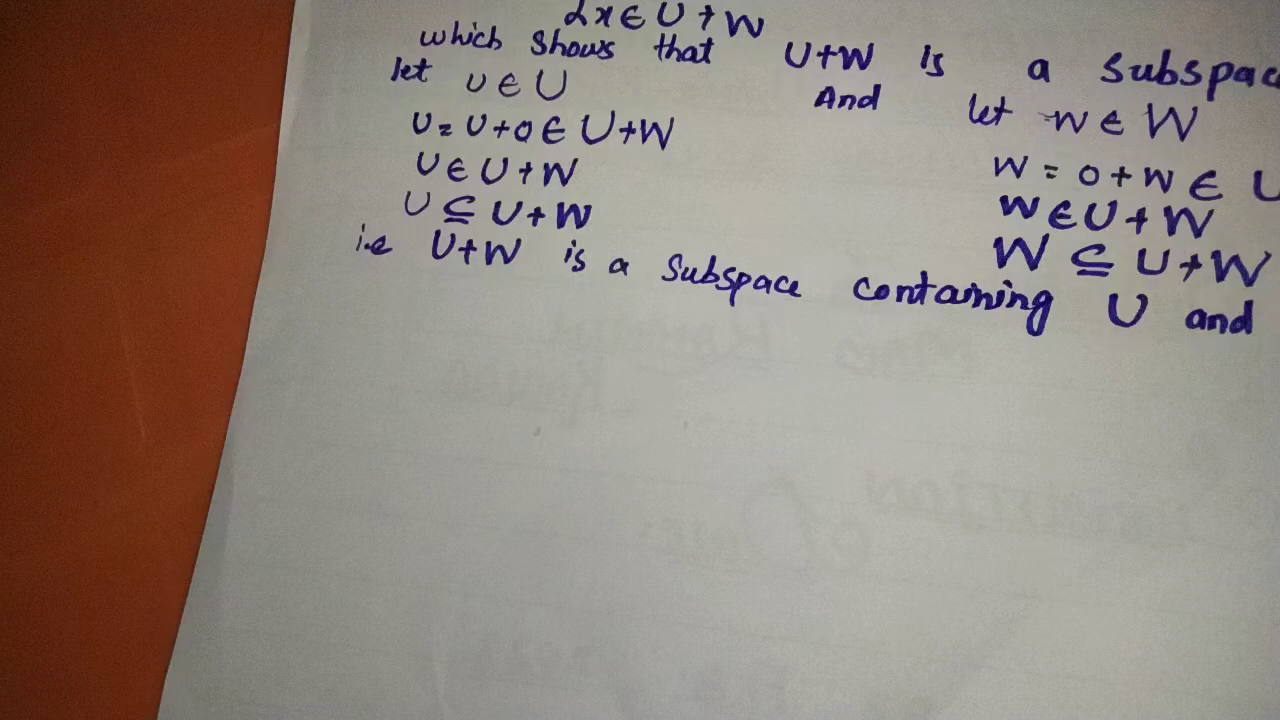 αx ∈ U + W
which shows that U+W is a subspac
let u ∈ U And let w ∈ W
u = u + 0 ∈ U + W w = 0 + w ∈ U
u ∈ U + W w ∈ U + W
U ⊆ U + W W ⊆ U + W
i.e U+W is a subspace containing U and